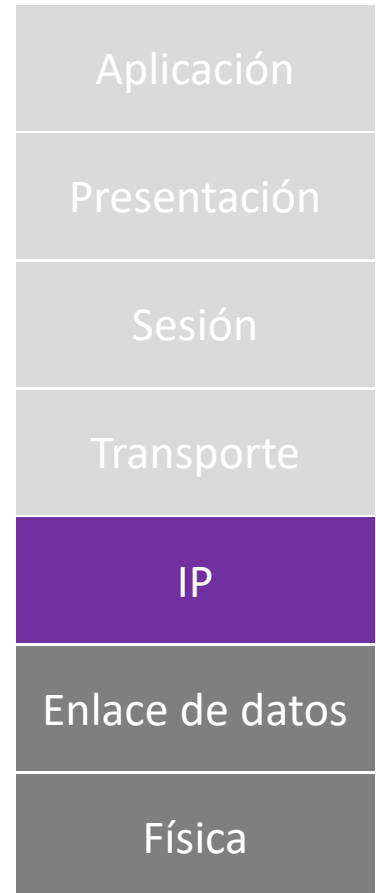 Aplicación
Presentación
Sesión
Transporte
IP
Enlace de datos
Física